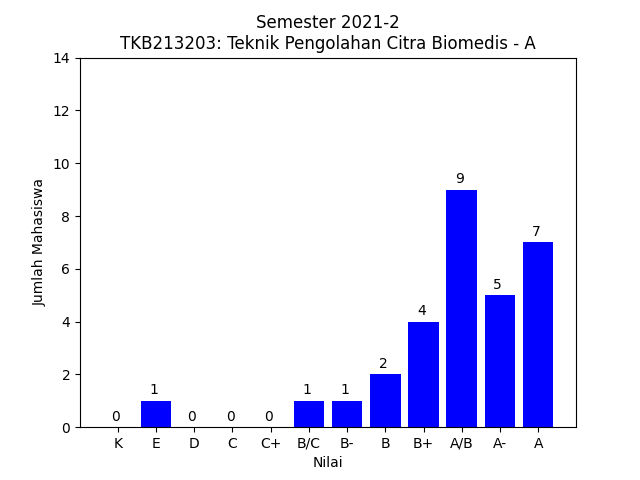 Semester 2021-2
TKB213203: Teknik Pengolahan Citra Biomedis - A
14
12
10
8
6
4
2
0
Jumlah Mahasiswa
0 1 0 0 0 1 1 2 4 9 5 7
K E D C C+ B/C B- B B+ A/B A- A
Nilai